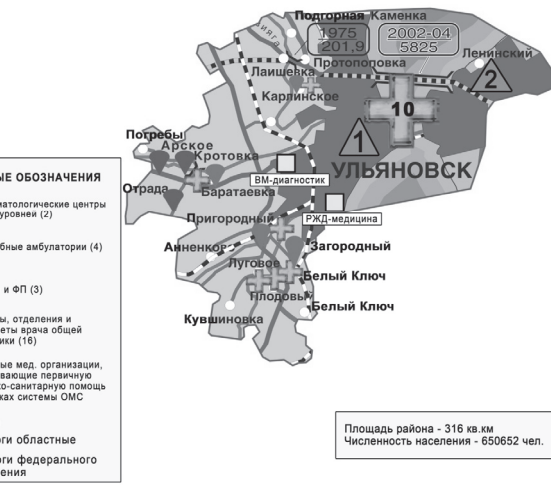 Подгорная Каменка
1975
201,9
2002-04
5825
Ленинский
Протопоповка
2
Лаишевка
Карлинское
10
1
Потребы
Арское
Кротовка
УЛЬЯНОВСК
ВМ-диагностик
Отрада
Баратаевка
РЖД-медицина
Пригородный
Анненково
Загородный
Луговое
Белый Ключ
Плодовый
Белый Ключ
Кувшиновка
ЫЕ ОБОЗНАЧЕНИЯ
матологические центры
уровней (2)
бные амбулатории (4)
и ФП (3)
ы, отделения и
еты врача общей
ики (16)
ые мед. организации,
вающие первичную
ко-санитарную помощь
ках системы ОМС
ги областные
ги федерального
ения
Площадь района - 316 кв.км
Численность населения - 650652 чел.